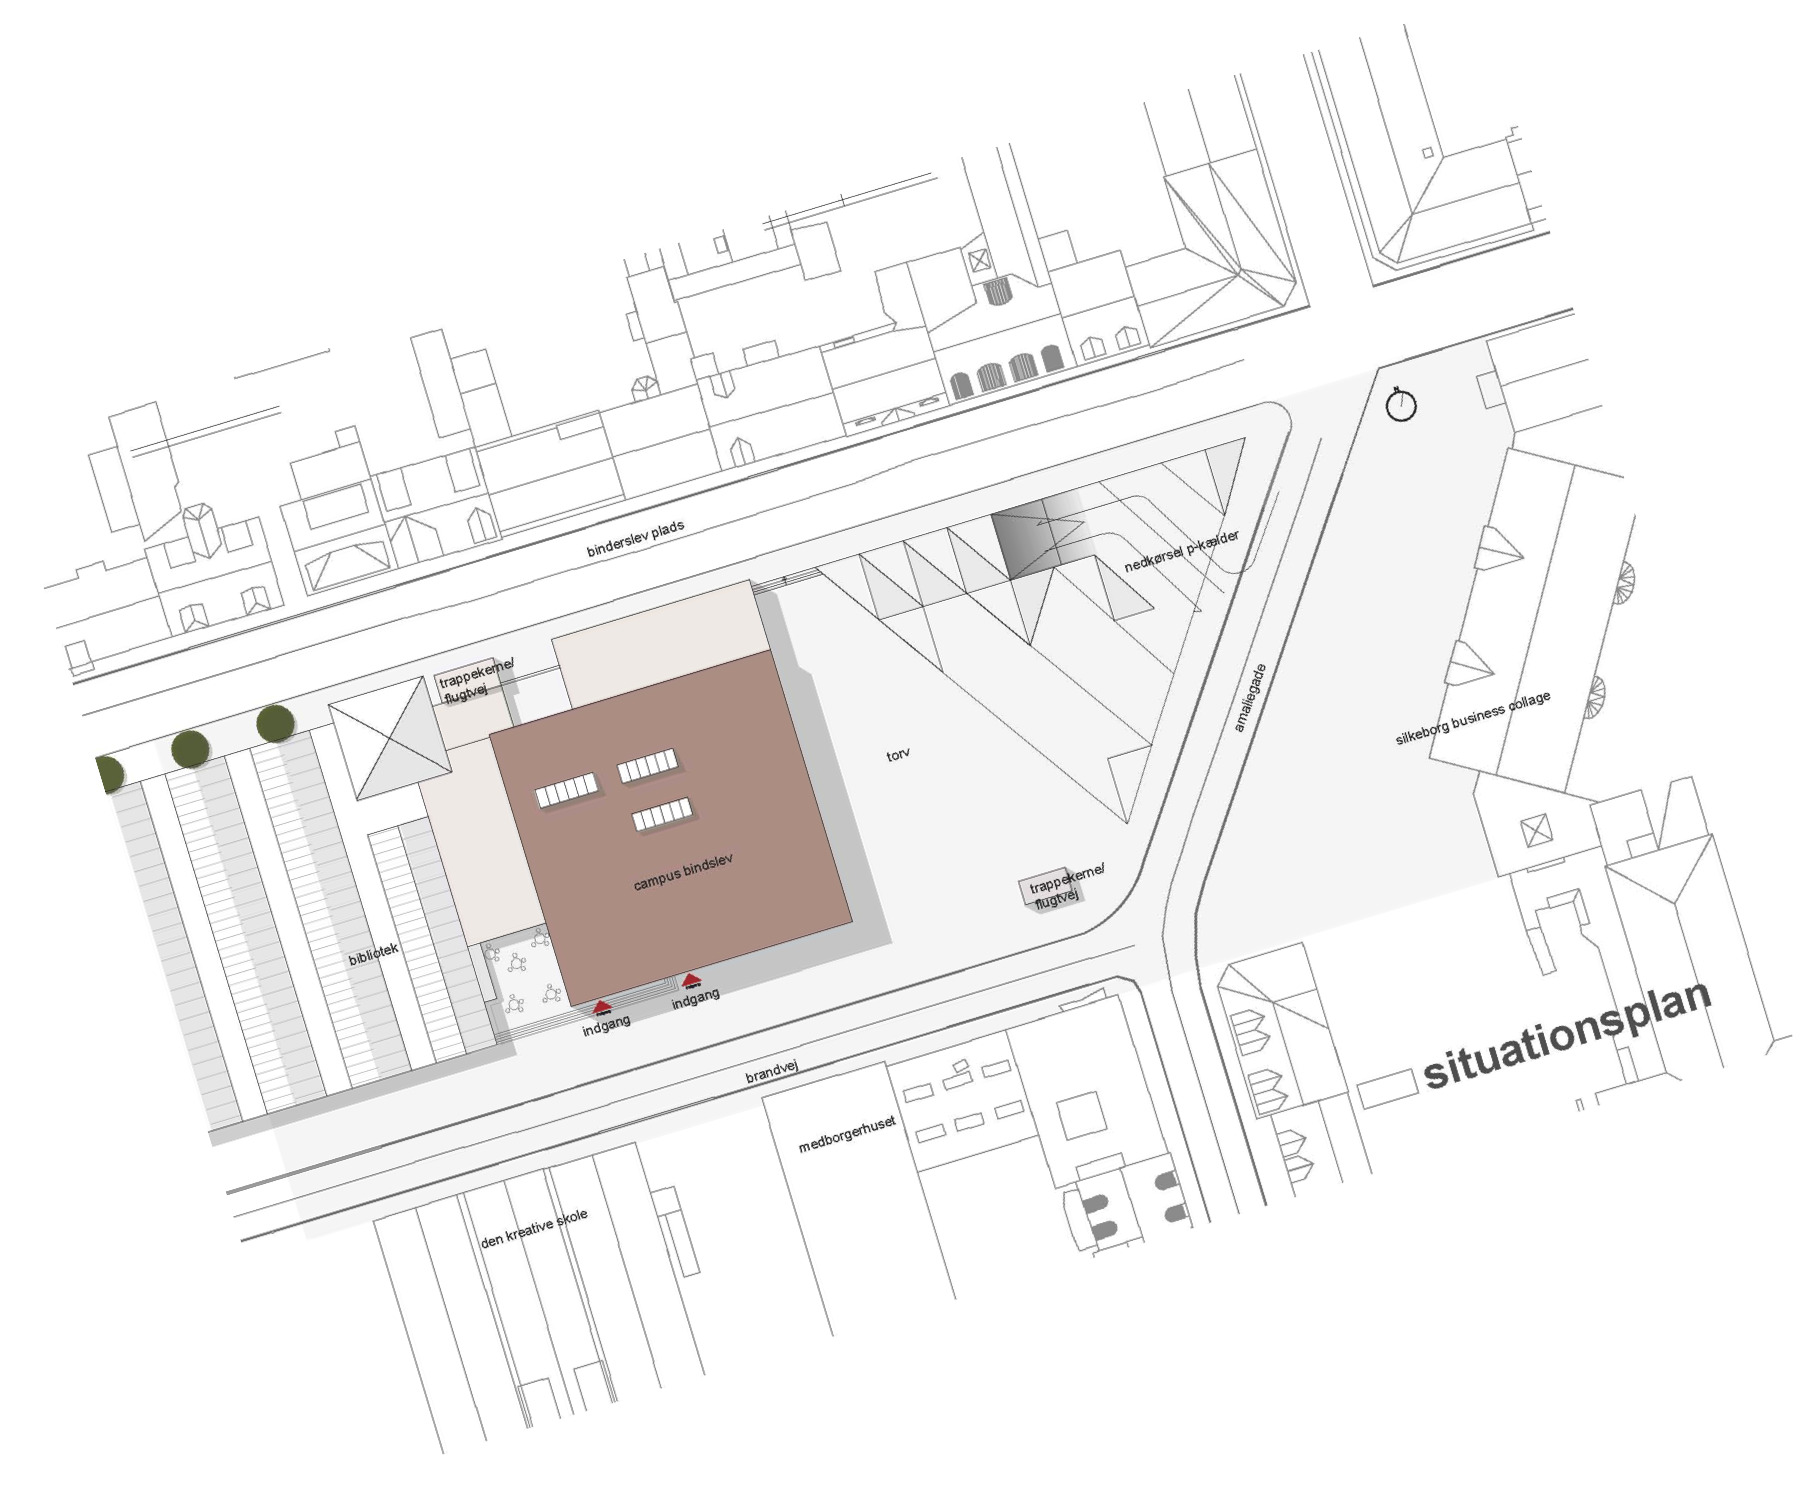 N
binderslev plads
nedkørsel p-kælder
trappekerne/
flugtvej
amaliegade
silkeborg business collage
torv
campus bindslev
trappekerne/
flugtvej
bibliotek
indgang
indgang
situationsplan
brandvej
medborgerhuset
den kreative skole